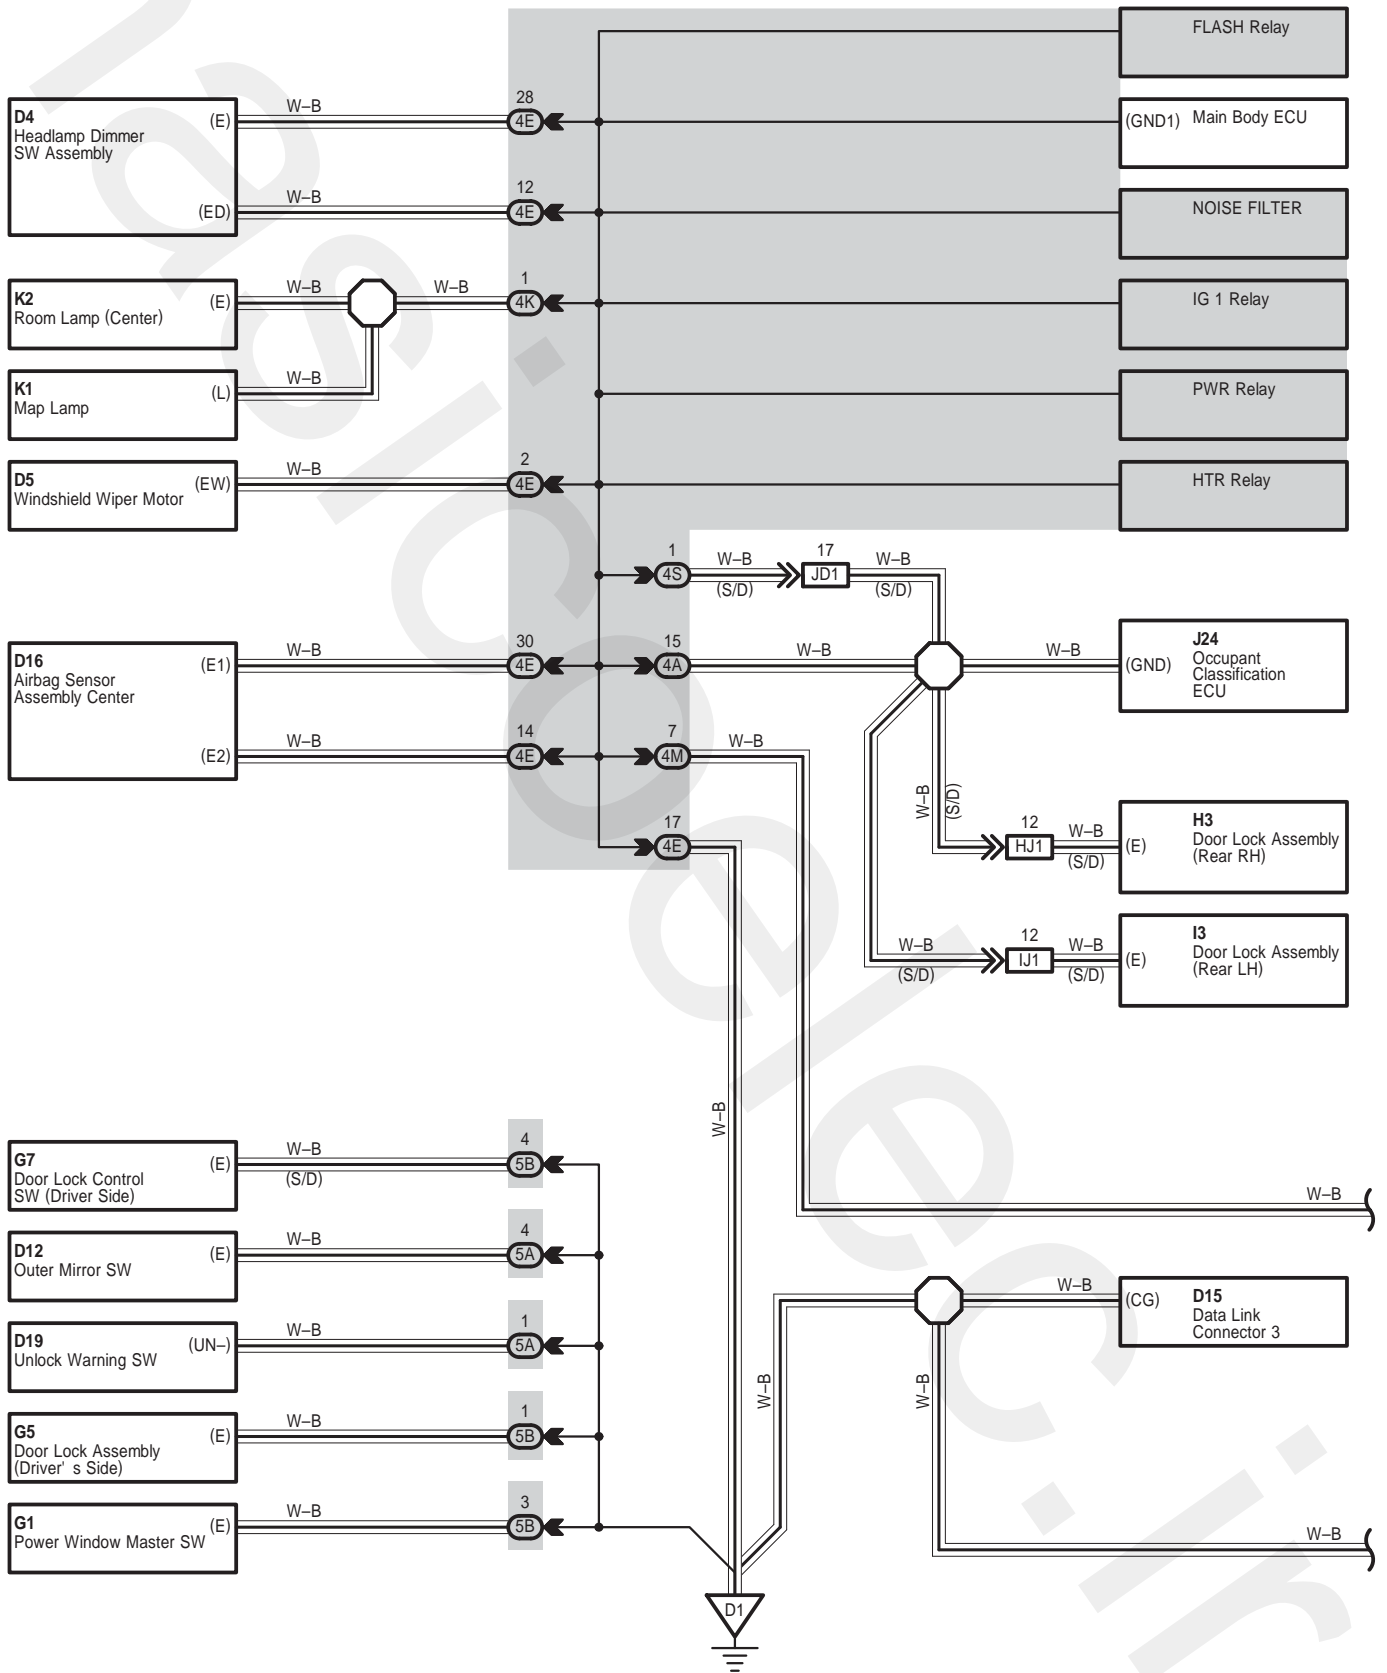 FLASH Relay
W–B
28
D4
Headlamp Dimmer
SW Assembly
(E)
4E
(GND1)
Main Body ECU
W–B
12
(ED)
4E
NOISE FILTER
W–B
W–B
1
K2
Room Lamp (Center)
(E)
4K
IG 1 Relay
W–B
K1
Map Lamp
(L)
PWR Relay
W–B
2
D5
Windshield Wiper Motor
(EW)
4E
HTR Relay
1
4S
W–B
(S/D)
17
JD1
W–B
(S/D)
W–B
30
15
W–B
W–B
D16
Airbag Sensor
Assembly Center
(E1)
4E
4A
(GND)
J24
Occupant
Classification
ECU
W–B
14
7
W–B
(E2)
4E
4M
W–B
(S/D)
17
4E
12
HJ1
W–B
(S/D)
(E)
H3
Door Lock Assembly
(Rear RH)
W–B
(S/D)
12
IJ1
W–B
(S/D)
(E)
I3
Door Lock Assembly
(Rear LH)
W–B
G7
Door Lock Control
SW (Driver Side)
(E)
W–B
(S/D)
4
5B
W–B
D12
Outer Mirror SW
(E)
W–B
4
5A
D19
Unlock Warning SW
(UN–)
W–B
1
5A
W–B
(CG)
D15
Data Link
Connector 3
W–B
W–B
G5
Door Lock Assembly
(Driver' s Side)
(E)
W–B
1
5B
G1
Power Window Master SW
(E)
W–B
3
5B
W–B
D1